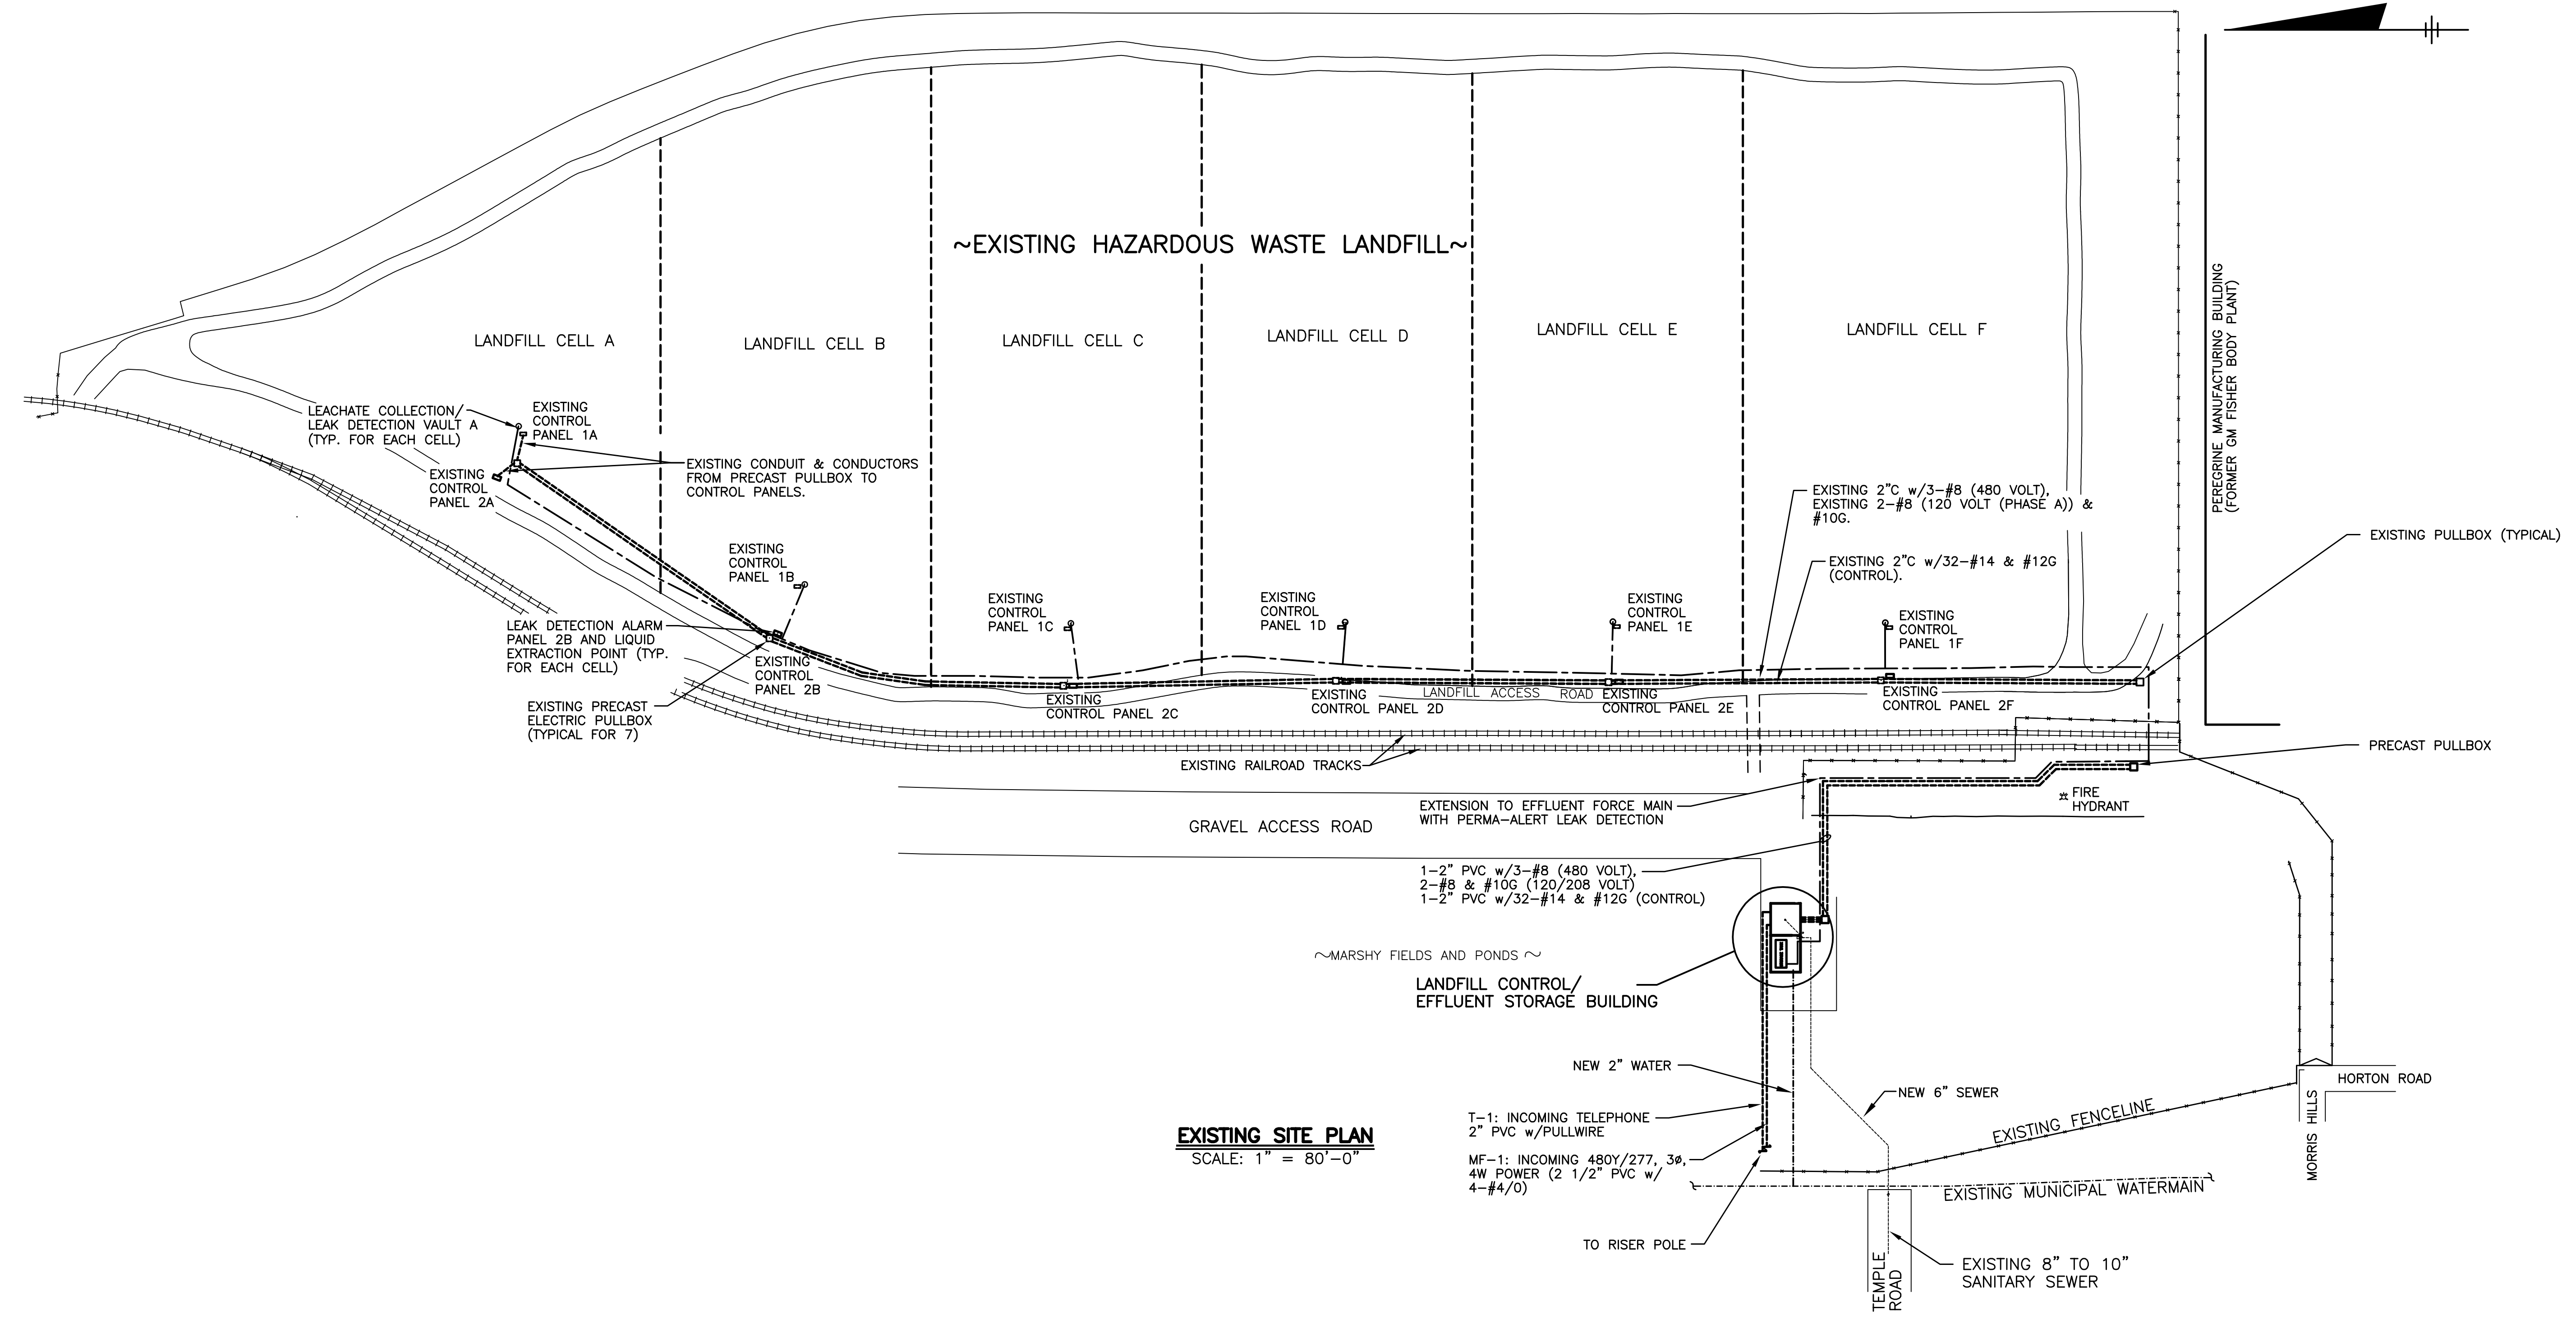 ~EXISTING HAZARDOUS WASTE LANDFILL~
LANDFILL CELL A
LANDFILL CELL B
LANDFILL CELL C
LANDFILL CELL D
LANDFILL CELL E
LANDFILL CELL F
PEREGRINE MANUFACTURING BUILDING
(FORMER GM FISHER BODY PLANT)
LEACHATE COLLECTION/
LEAK DETECTION VAULT A
(TYP. FOR EACH CELL)
EXISTING
CONTROL
PANEL 1A
EXISTING
CONTROL
PANEL 2A
EXISTING CONDUIT & CONDUCTORS
FROM PRECAST PULLBOX TO
CONTROL PANELS.
EXISTING 2"C w/3-#8 (480 VOLT),
EXISTING 2-#8 (120 VOLT (PHASE A)) &
#10G.
EXISTING PULLBOX (TYPICAL)
EXISTING
CONTROL
PANEL 1B
EXISTING 2"C w/32-#14 & #12G
(CONTROL).
EXISTING
CONTROL
PANEL 1C
EXISTING
CONTROL
PANEL 1D
EXISTING
CONTROL
PANEL 1E
EXISTING
CONTROL
PANEL 1F
LEAK DETECTION ALARM
PANEL 2B AND LIQUID
EXTRACTION POINT (TYP.
FOR EACH CELL)
EXISTING
CONTROL
PANEL 2B
EXISTING
CONTROL PANEL 2C
EXISTING
CONTROL PANEL 2D
LANDFILL ACCESS ROAD
EXISTING
CONTROL PANEL 2E
EXISTING
CONTROL PANEL 2F
EXISTING PRECAST
ELECTRIC PULLBOX
(TYPICAL FOR 7)
PRECAST PULLBOX
EXISTING RAILROAD TRACKS
EXTENSION TO EFFLUENT FORCE MAIN
WITH PERMA-ALERT LEAK DETECTION
FIRE
HYDRANT
GRAVEL ACCESS ROAD
1-2" PVC w/3-#8 (480 VOLT),
2-#8 & #10G (120/208 VOLT)
1-2" PVC w/32-#14 & #12G (CONTROL)
~MARSHY FIELDS AND PONDS ~
LANDFILL CONTROL/
EFFLUENT STORAGE BUILDING
NEW 2" WATER
NEW 6" SEWER
HORTON ROAD
MORRIS HILLS
T-1: INCOMING TELEPHONE
2" PVC w/PULLWIRE
EXISTING FENCELINE
EXISTING SITE PLAN
SCALE: 1" = 80'-0"
MF-1: INCOMING 480Y/277, 3ø,
4W POWER (2 1/2" PVC w/
4-#4/0)
EXISTING MUNICIPAL WATERMAIN
TO RISER POLE
TEMPLE
ROAD
EXISTING 8" TO 10"
SANITARY SEWER